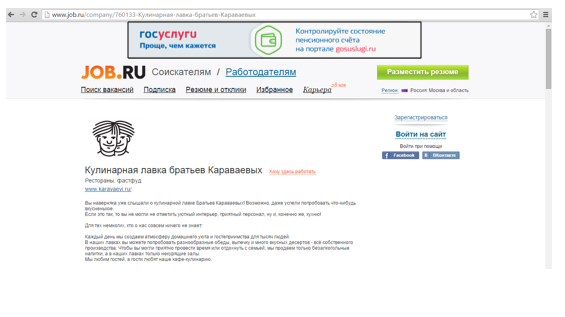 www.job.ru/company/760133-Кулинарная-лавка-братьев-Караваевых
госуслуги
Проще, чем кажется
Контролируйте состояние
пенсионного счёта
на портале gosuslugi.ru
JOB.RU Соискателям / Работодателям
Разместить резюме
Поиск вакансий Подписка Резюме и отклики Избранное Карьера
Регион: Россия: Москва и область
Зарегистрироваться
Войти на сайт
Войти при помощи
Facebook ВКонтакте
Кулинарная лавка братьев Караваевых Хочу здесь работать
Рестораны, фастфуд
www.karavaevi.ru/
Вы наверняка уже слышали о кулинарной лавке Братьев Караваевых! Возможно, даже успели попробовать что-нибудь
вкусненькое.
Если это так, то вы не могли не отметить уютный интерьер, приятный персонал, ну и, конечно же, кухню!
Для тех немногих, кто о нас совсем ничего не знает:
Каждый день мы создаем атмосферу домашнего уюта и гостеприимства для тысяч людей.
В наших лавках вы можете попробовать разнообразные обеды, выпечку и много вкусных десертов - всё собственного
производства. Чтобы вы могли приятно провести время или отдохнуть с семьей, мы продаем только безалкогольные
напитки, а в наших лавках только некурящие залы.
Мы любим гостей, а гости любят наши кафе-кулинарию.